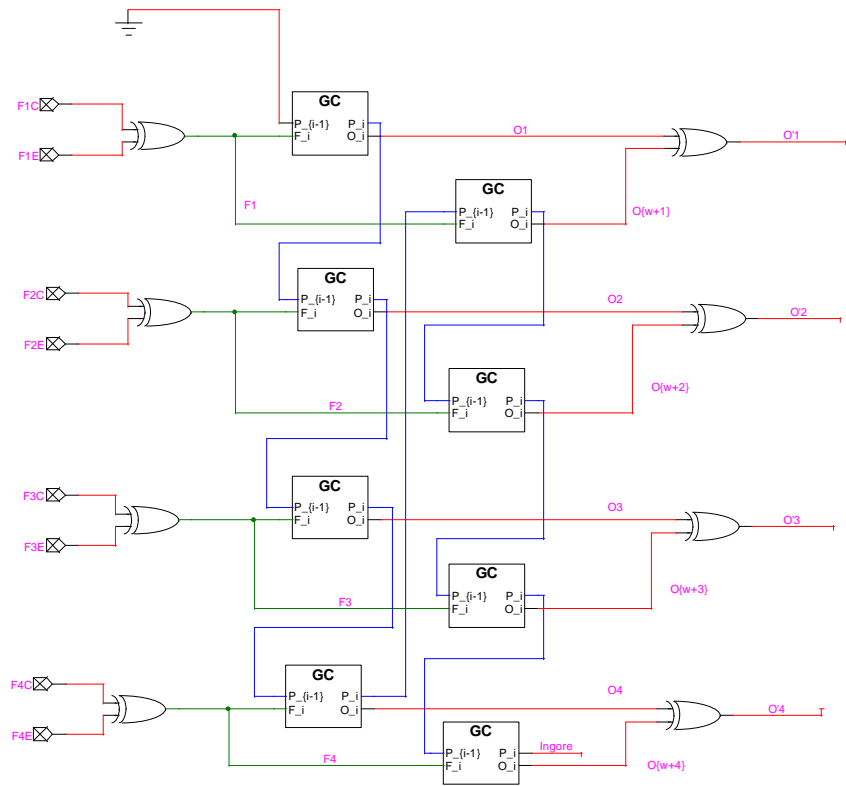 GC
F1C
P_{i-1} P_i
F_i O_i
O1
O'1
F1E
GC
F1
P_{i-1} P_i
F_i O_i
O{w+1}
GC
F2C
P_{i-1} P_i
F_i O_i
O2
O'2
F2E
GC
F2
P_{i-1} P_i
F_i O_i
O{w+2}
GC
F3C
P_{i-1} P_i
F_i O_i
O3
O'3
F3E
GC
F3
P_{i-1} P_i
F_i O_i
O{w+3}
GC
F4C
P_{i-1} P_i
F_i O_i
O4
O'4
F4E
GC
F4
P_{i-1} P_i
F_i O_i
Ingore
O{w+4}